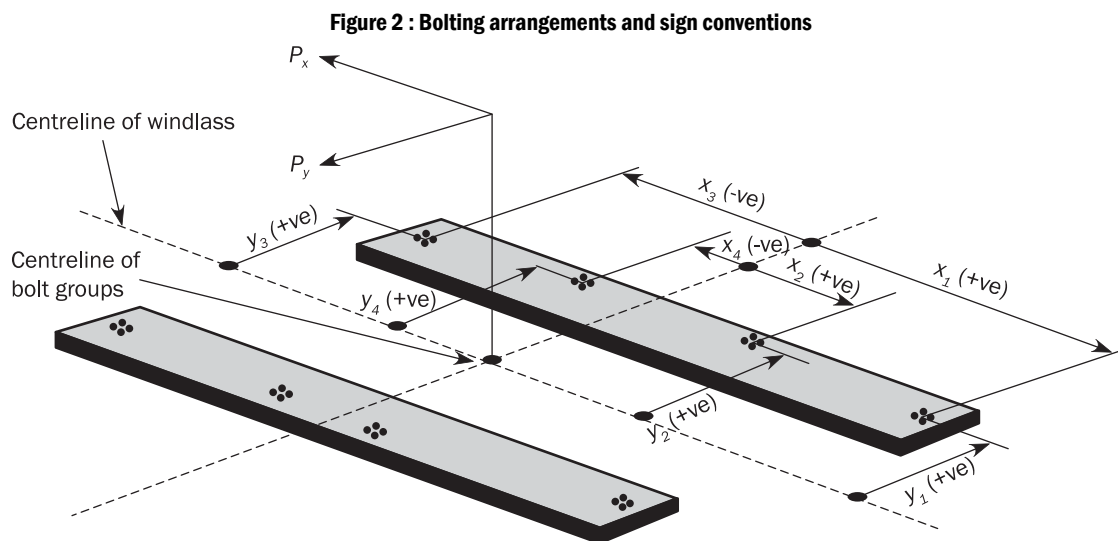 Figure 2 : Bolting arrangements and sign conventions
Pₓ
Centreline of windlass
P_y
x₃ (-ve)
y₃ (+ve)
x₄ (-ve)
x₂ (+ve)
x₁ (+ve)
Centreline of
bolt groups
y₄ (+ve)
y₂ (+ve)
y₁ (+ve)